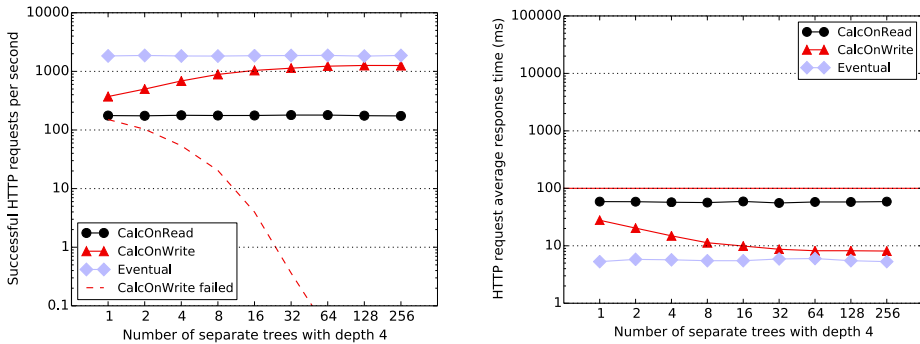 Successful HTTP requests per second
10000
1000
100
10
1
0.1
CalcOnRead
CalcOnWrite
Eventual
CalcOnWrite failed
1 2 4 8 16 32 64 128 256
Number of separate trees with depth 4
HTTP request average response time (ms)
100000
10000
1000
100
10
1
CalcOnRead
CalcOnWrite
Eventual
1 2 4 8 16 32 64 128 256
Number of separate trees with depth 4